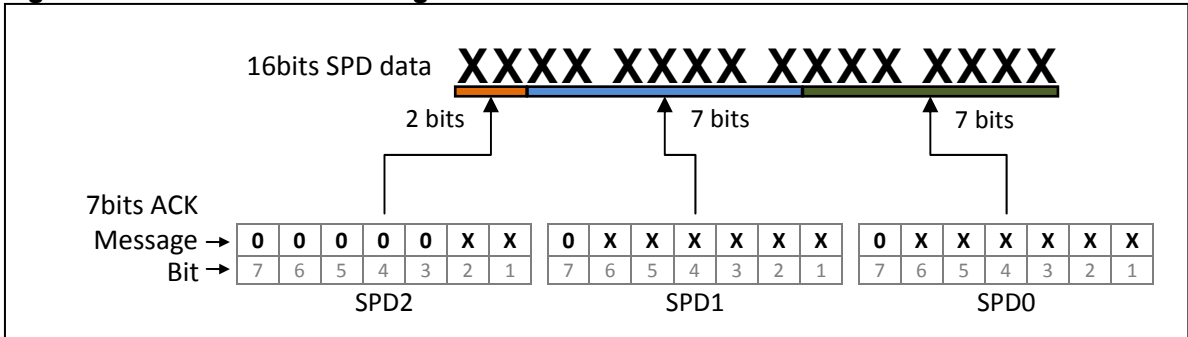 16bits SPD data XXXX XXXX XXXX XXXX
2 bits 7 bits 7 bits
7bits ACK
Message 0 0 0 0 0 X X 0 X X X X X X 0 X X X X X X
Bit 7 6 5 4 3 2 1 7 6 5 4 3 2 1 7 6 5 4 3 2 1
SPD2 SPD1 SPD0